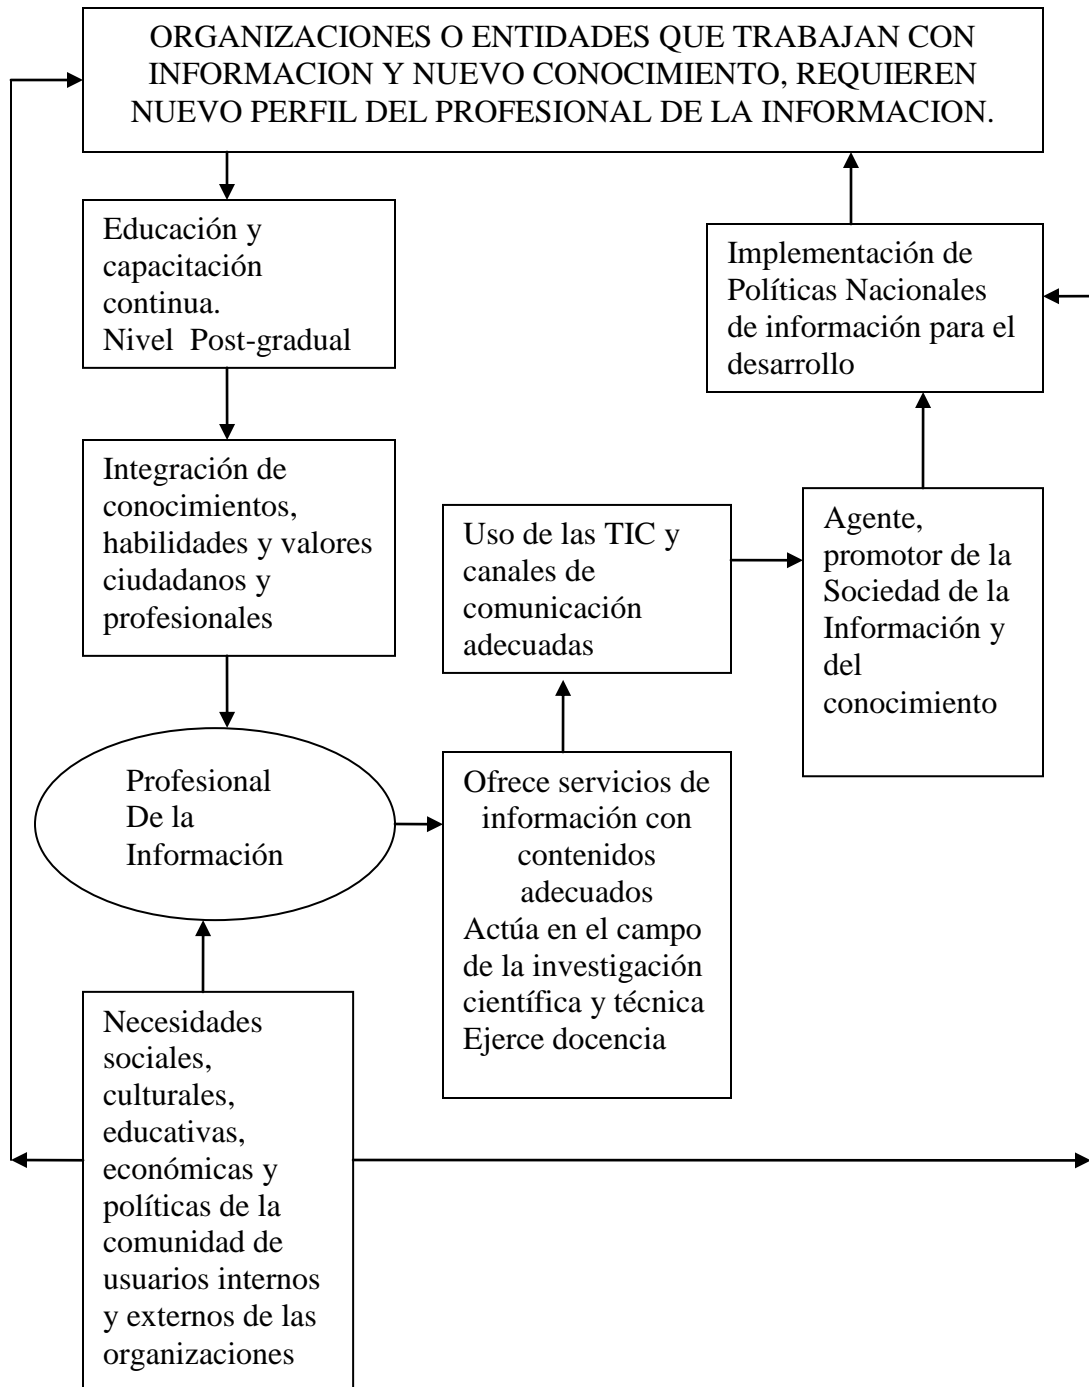 ORGANIZACIONES O ENTIDADES QUE TRABAJAN CON
INFORMACION Y NUEVO CONOCIMIENTO, REQUIEREN
NUEVO PERFIL DEL PROFESIONAL DE LA INFORMACION.
Educación y
capacitación
continua.
Nivel Post-gradual
Integración de
conocimientos,
habilidades y valores
ciudadanos y
profesionales
Profesional
De la
Información
Necesidades
sociales,
culturales,
educativas,
económicas y
políticas de la
comunidad de
usuarios internos
y externos de las
organizaciones
Ofrece servicios de
información con
contenidos
adecuados
Actúa en el campo
de la investigación
científica y técnica
Ejerce docencia
Uso de las TIC y
canales de
comunicación
adecuadas
Agente,
promotor de la
Sociedad de la
Información y
del
conocimiento
Implementación de
Políticas Nacionales
de información para el
desarrollo